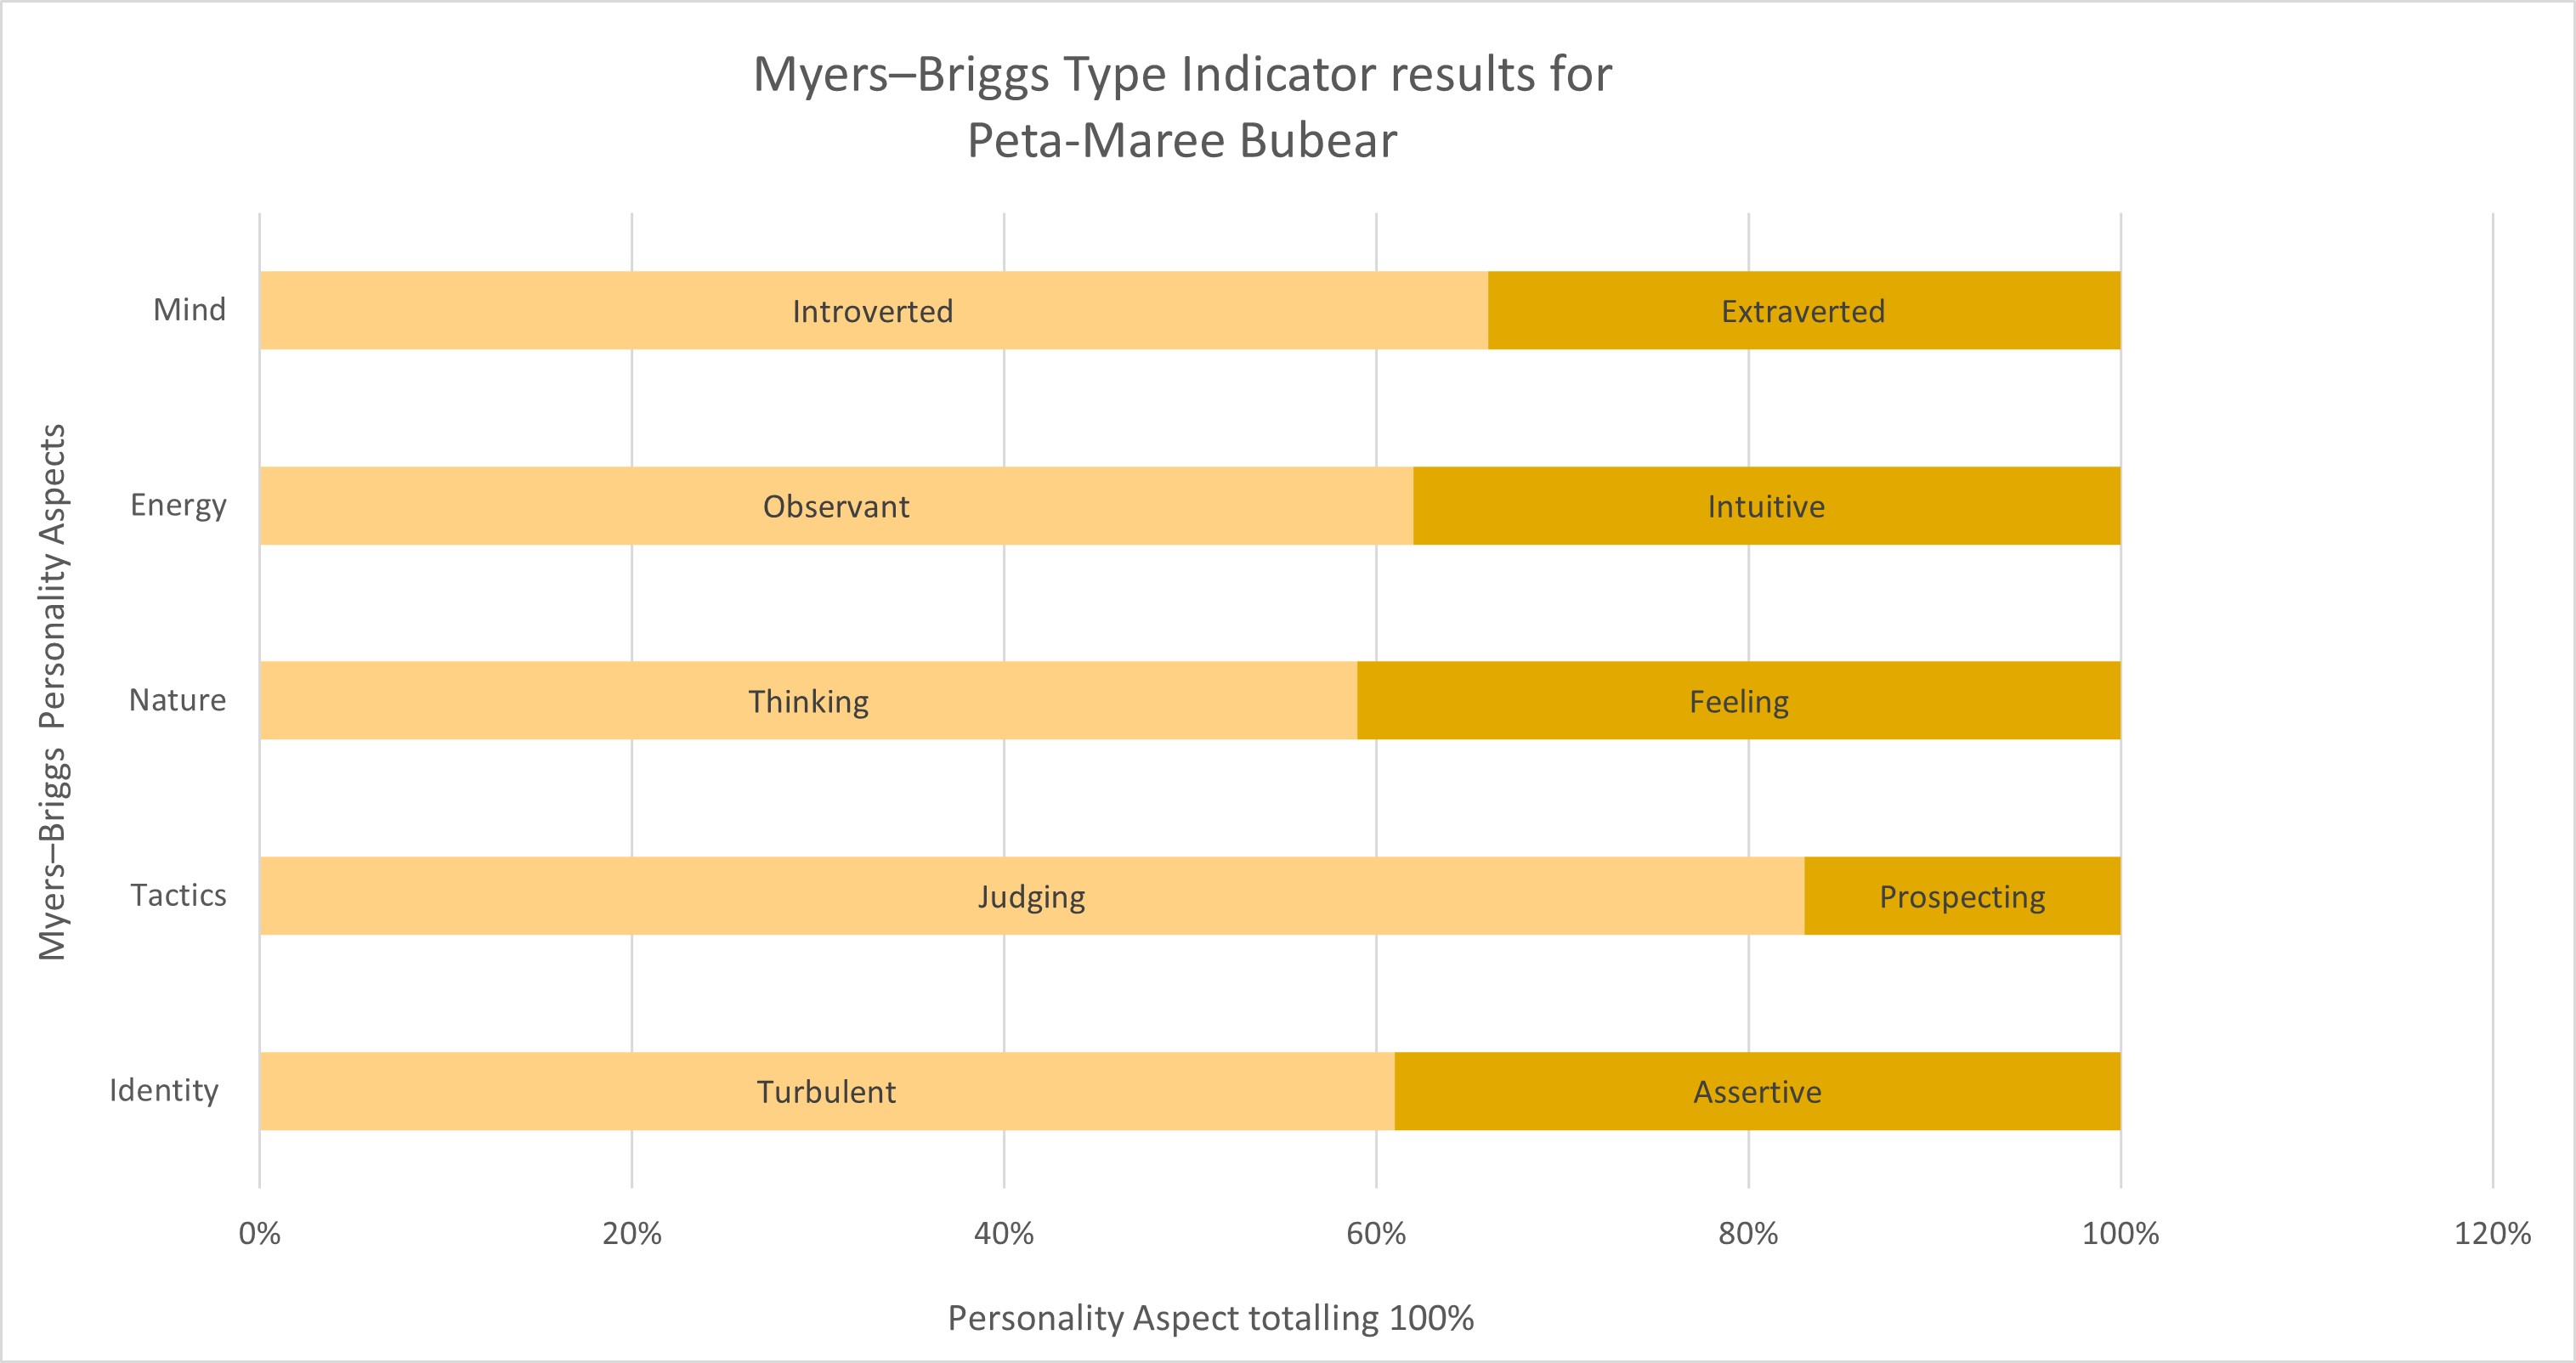 Myers–Briggs Type Indicator results for
Peta-Maree Bubear
Myers–Briggs Personality Aspects
Mind
Introverted
Extraverted
Energy
Observant
Intuitive
Nature
Thinking
Feeling
Tactics
Judging
Prospecting
Identity
Turbulent
Assertive
0% 20% 40% 60% 80% 100% 120%
Personality Aspect totalling 100%